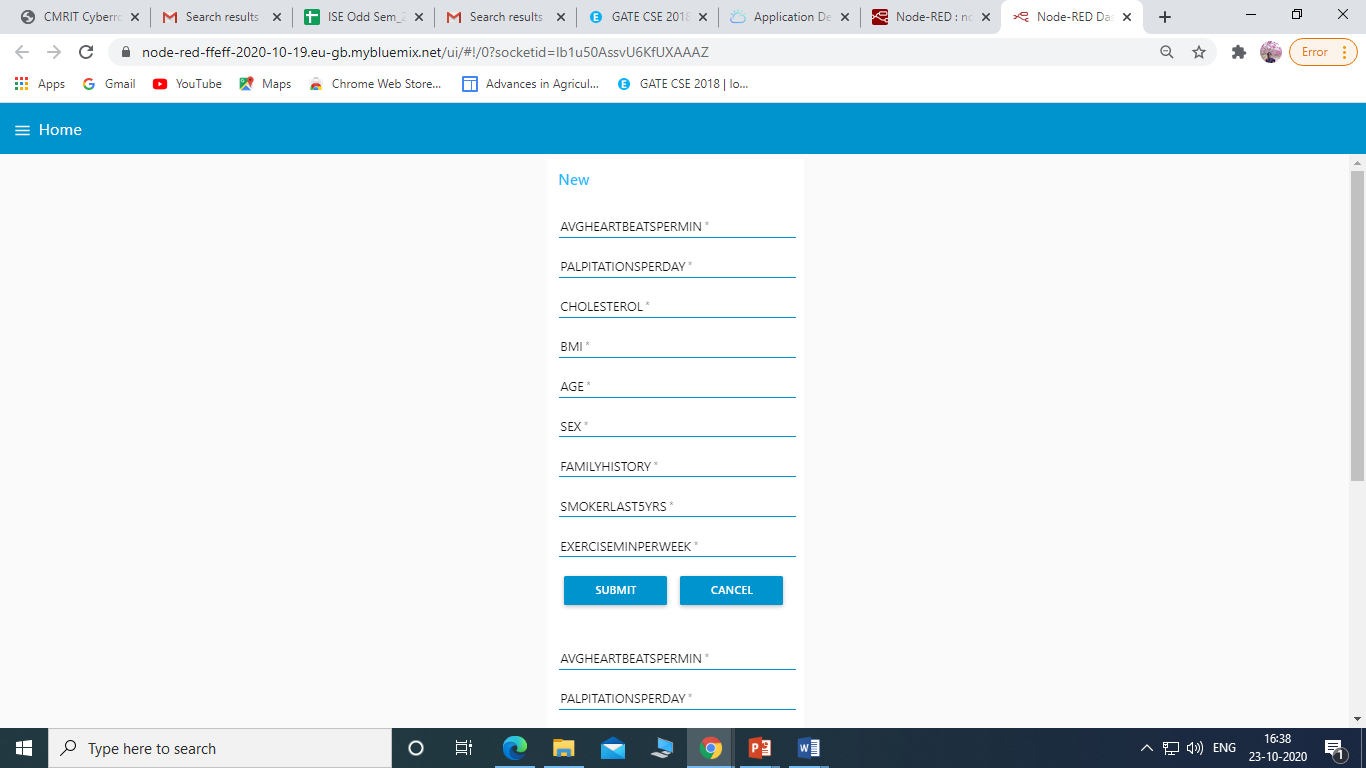 CMRIT Cyberro
Search results
ISE Odd Sem_2
Search results
GATE CSE 2018
Application De
Node-RED : no
Node-RED Das
node-red-ffeff-2020-10-19.eu-gb.mybluemix.net/ui/#!/0?socketid=Ib1u50AssvU6KfUXAAAZ
Error
Apps
Gmail
YouTube
Maps
Chrome Web Store...
Advances in Agricul...
GATE CSE 2018 | Io...
Home
New
AVGHEARTBEATSPERMIN *
PALPITATIONSPERDAY *
CHOLESTEROL *
BMI *
AGE *
SEX *
FAMILYHISTORY *
SMOKERLAST5YRS *
EXERCISEMINPERWEEK *
SUBMIT CANCEL
AVGHEARTBEATSPERMIN *
PALPITATIONSPERDAY *
Type here to search
ENG
16:38
23-10-2020
1